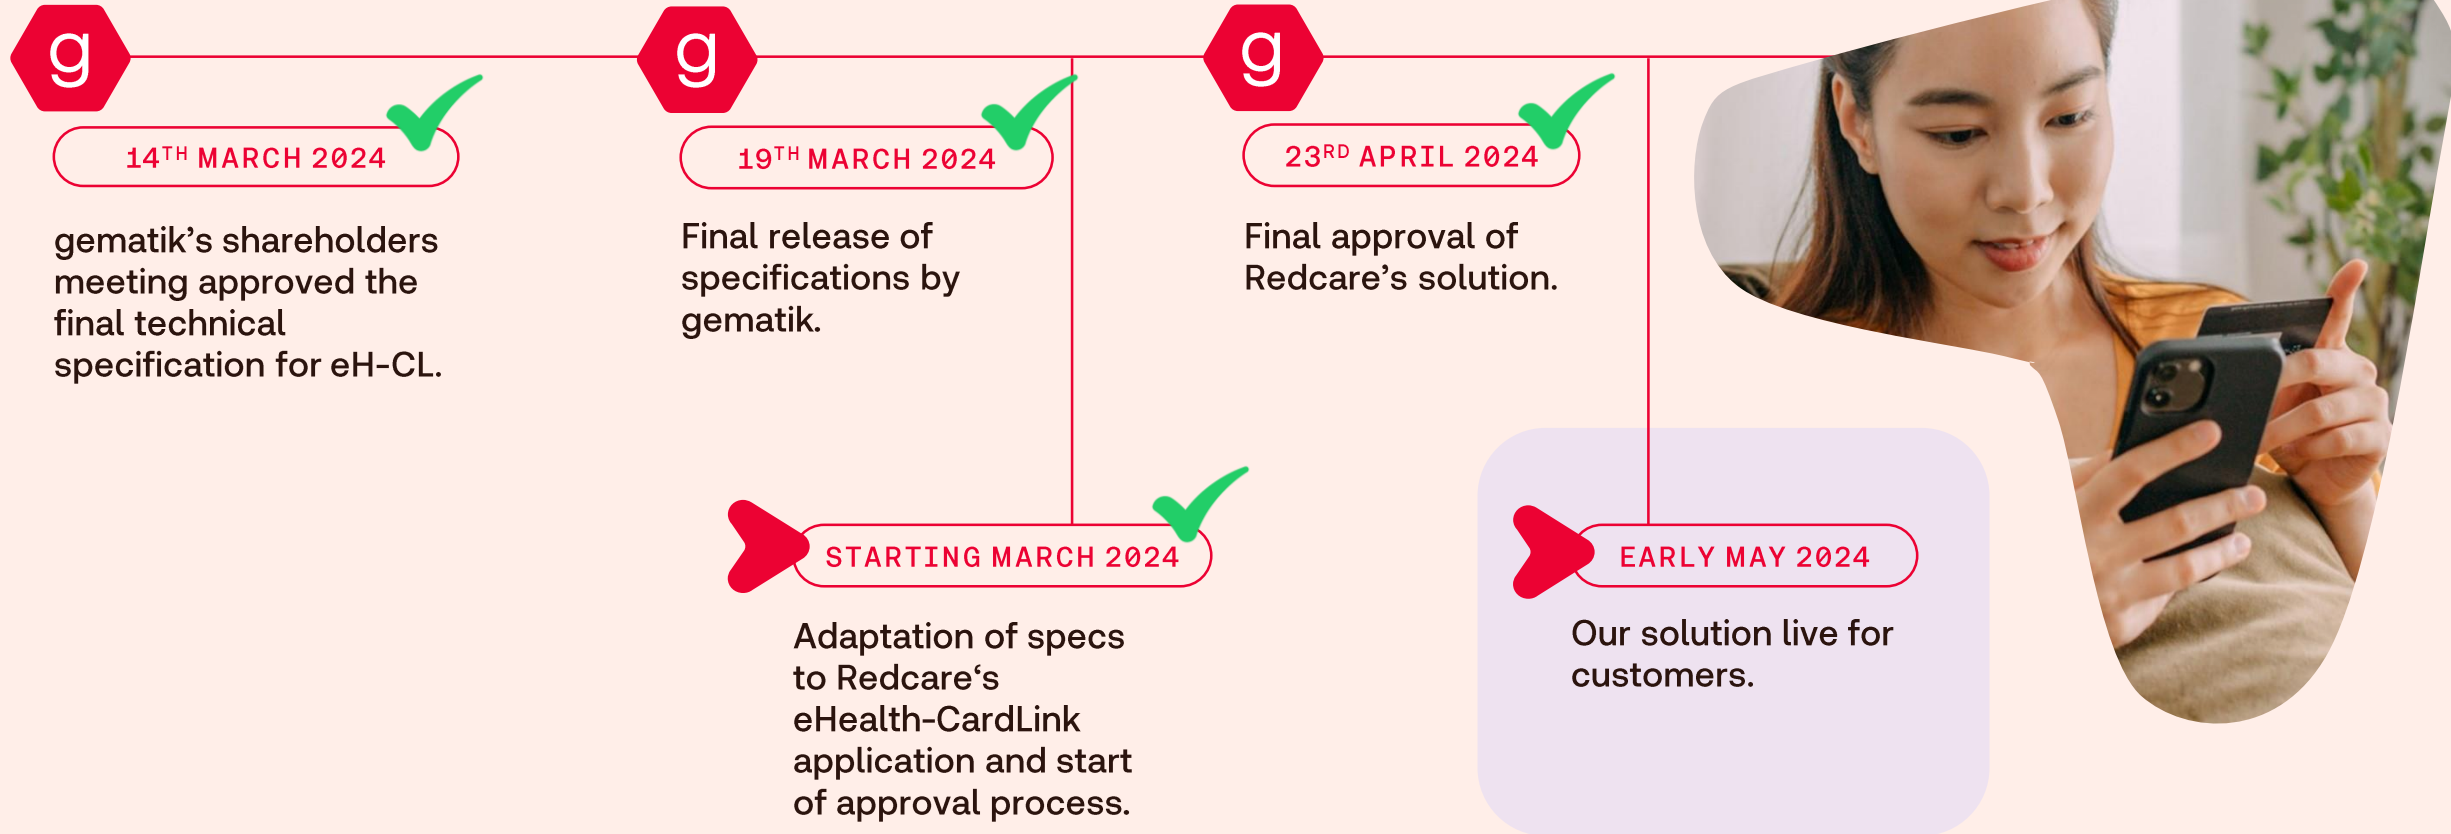 g
14TH MARCH 2024
gematik’s shareholders
meeting approved the
final technical
specification for eH-CL.
g
19TH MARCH 2024
Final release of
specifications by
gematik.
g
23RD APRIL 2024
Final approval of
Redcare’s solution.
STARTING MARCH 2024
Adaptation of specs
to Redcare‘s
eHealth-CardLink
application and start
of approval process.
EARLY MAY 2024
Our solution live for
customers.